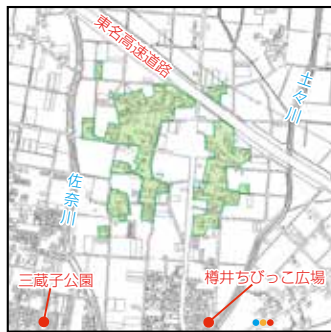 東名高速道路
土々川
佐奈川
三蔵子公園
樽井ちびっこ広場